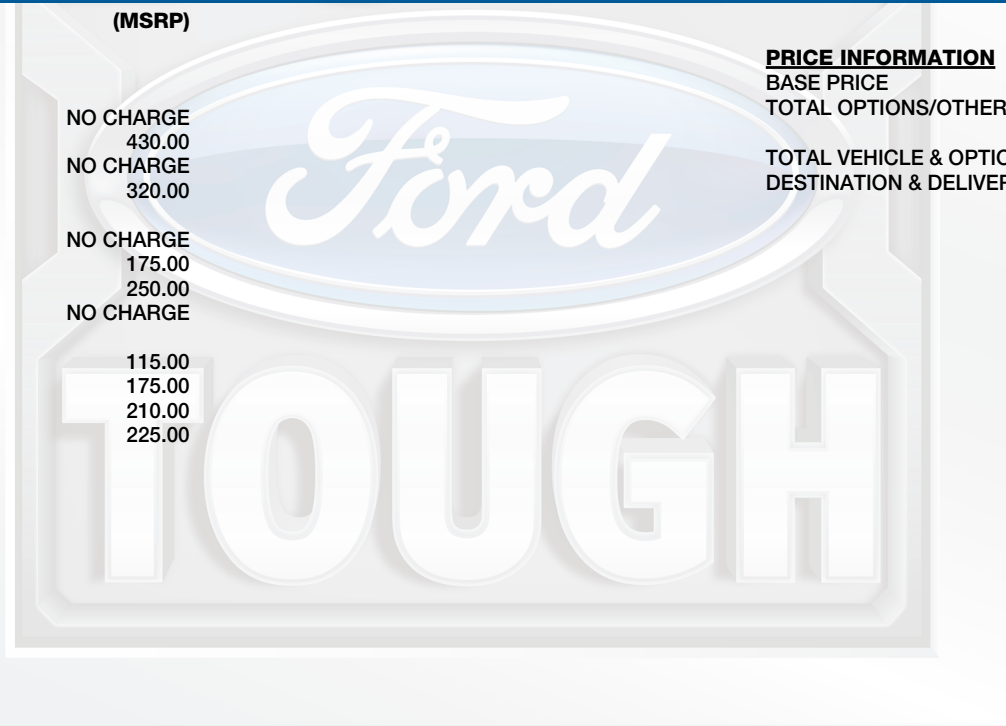 (MSRP)
NO CHARGE
430.00
NO CHARGE
320.00
NO CHARGE
175.00
250.00
NO CHARGE
115.00
175.00
210.00
225.00
PRICE INFORMATION
BASE PRICE
TOTAL OPTIONS/OTHER
TOTAL VEHICLE & OPTIO
DESTINATION & DELIVER
Ford
TOUGH